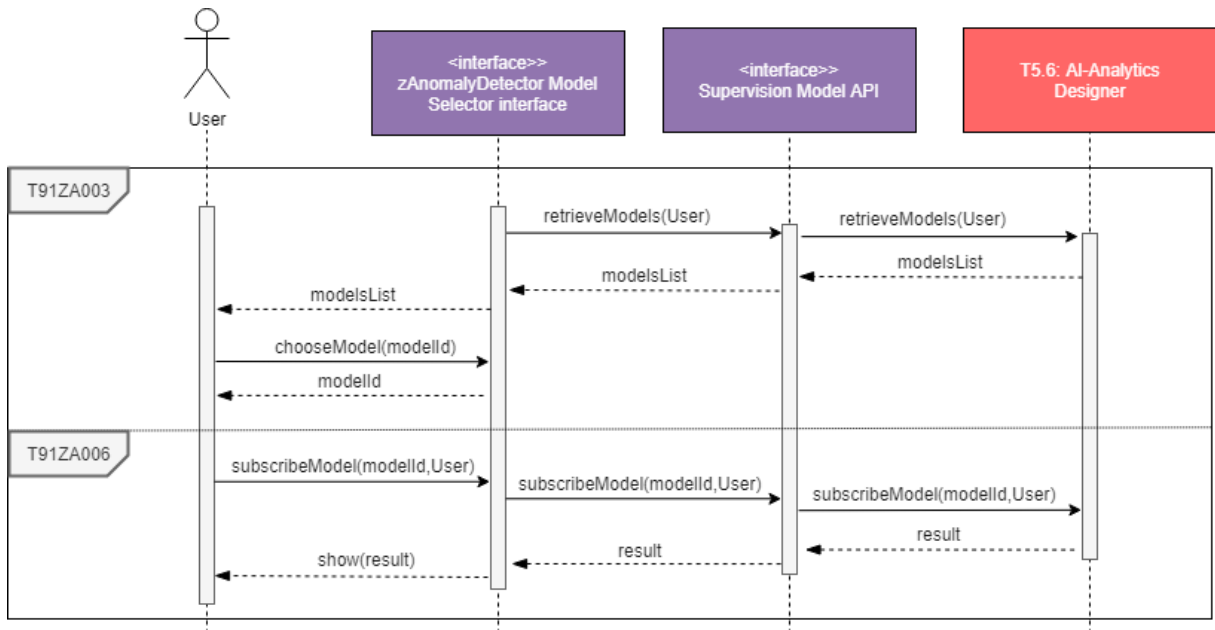 User
<interface>>
zAnomalyDetector Model
Selector interface
<interface>>
Supervision Model API
T5.6: AI-Analytics
Designer
T91ZA003
retrieveModels(User)
retrieveModels(User)
modelsList
modelsList
modelsList
chooseModel(modelId)
modelId
T91ZA006
subscribeModel(modelId,User)
subscribeModel(modelId,User)
subscribeModel(modelId,User)
result
result
show(result)